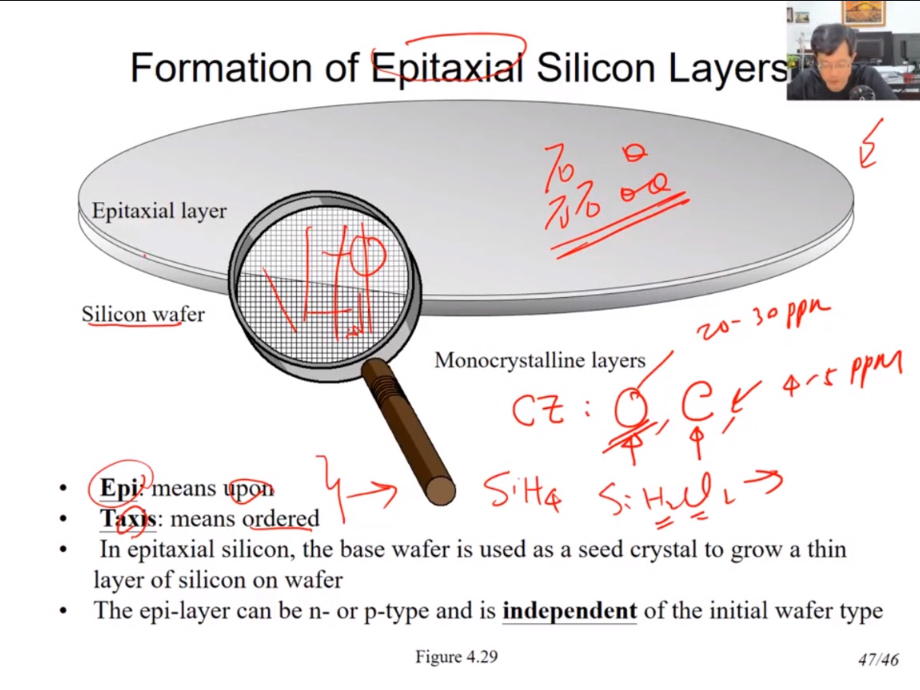 Formation of Epitaxial Silicon Layers
Epitaxial layer
Silicon wafer
20-30 ppm
Monocrystalline layers
4-5 ppm
CZ : O, C,
Epi: means upon
SiH4 SiH2Cl2
Taxis: means ordered
In epitaxial silicon, the base wafer is used as a seed crystal to grow a thin
layer of silicon on wafer
The epi-layer can be n- or p-type and is independent of the initial wafer type
Figure 4.29
47/46